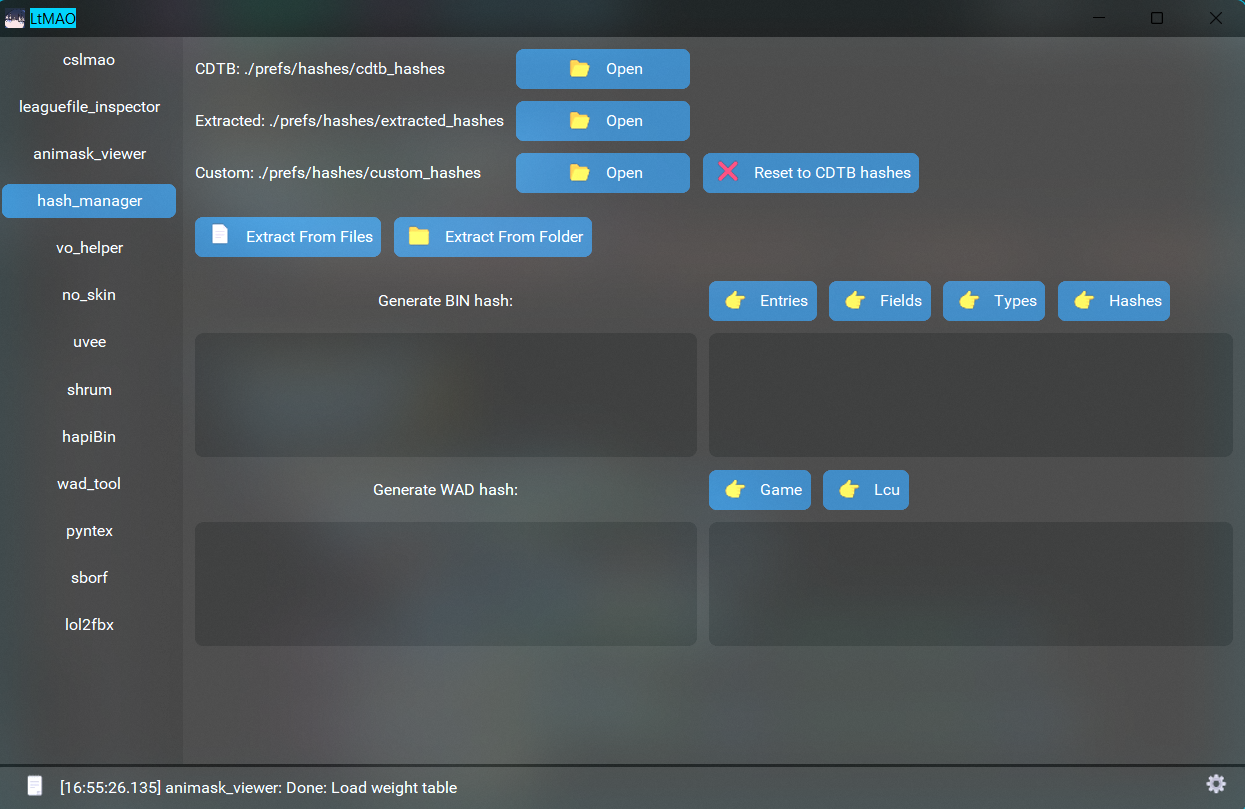 LtMAO
cslmao
leaguefile_inspector
animask_viewer
hash_manager
vo_helper
no_skin
uvee
shrum
hapiBin
wad_tool
pyntex
sborf
lol2fbx
CDTB: ./prefs/hashes/cdtb_hashes
Open
Extracted: ./prefs/hashes/extracted_hashes
Open
Custom: ./prefs/hashes/custom_hashes
Open
Reset to CDTB hashes
Extract From Files
Extract From Folder
Generate BIN hash:
Entries
Fields
Types
Hashes
Generate WAD hash:
Game
Lcu
[16:55:26.135] animask_viewer: Done: Load weight table